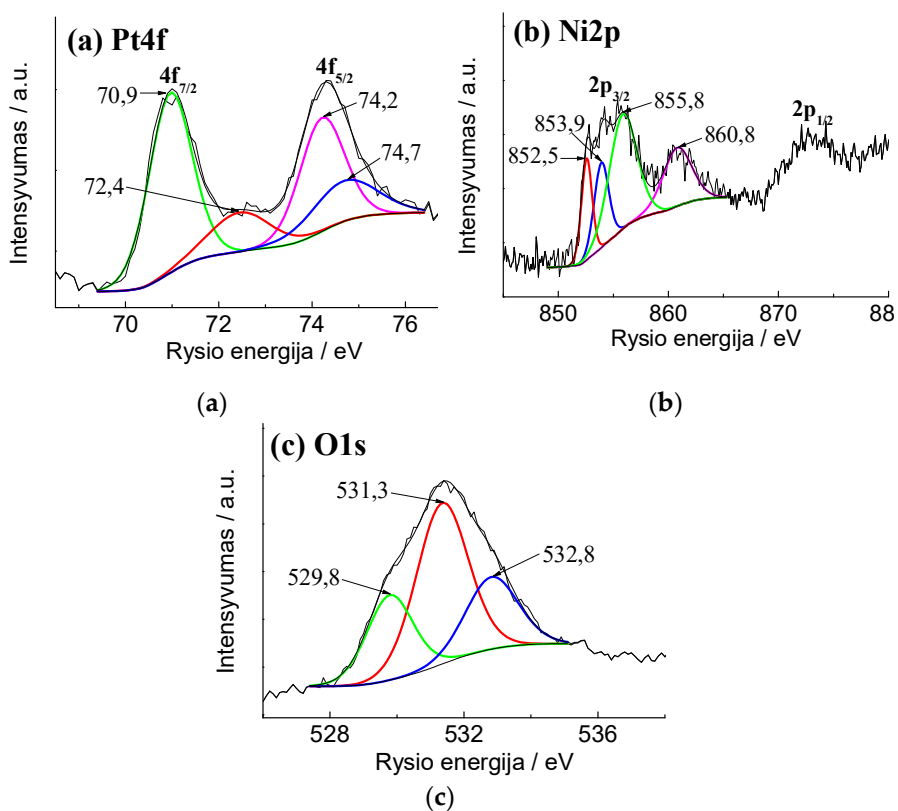 (a) Pt4f
4f7/2
4f5/2
70,9
74,2
74,7
72,4
Intensyvumas / a.u.
70 72 74 76
Rysio energija / eV
(a)
(b) Ni2p
2p3/2
855,8
2p1/2
853,9
860,8
852,5
Intensyvumas / a.u.
850 860 870 88
Rysio energija / eV
(b)
(c) O1s
531,3
532,8
529,8
Intensyvumas / a.u.
528 532 536
Rysio energija / eV
(c)